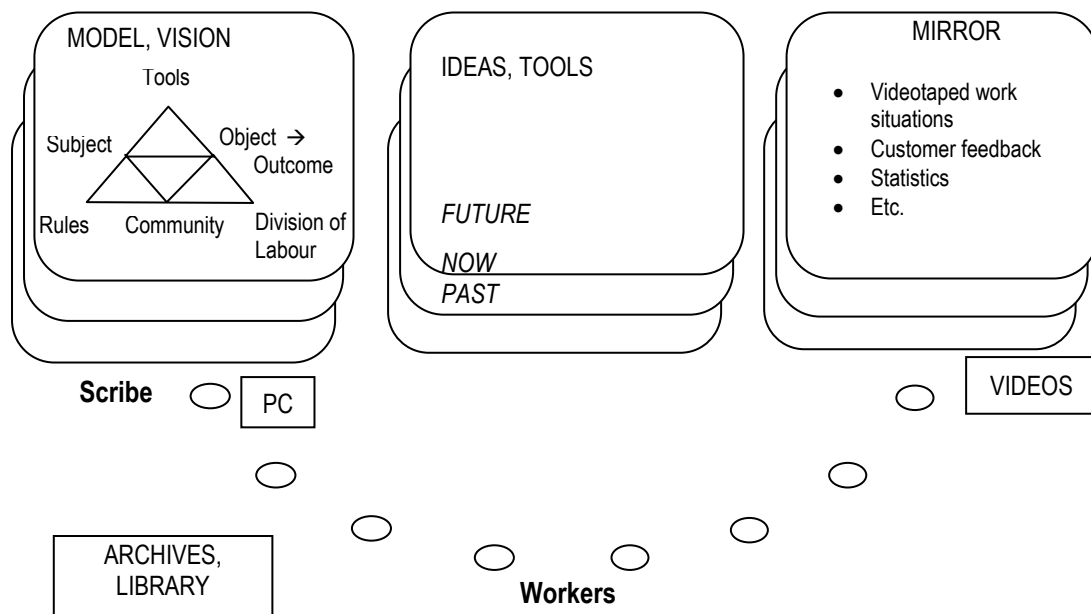 MODEL, VISION
Tools
Subject
Object →
Outcome
Rules
Community
Division of
Labour
IDEAS, TOOLS
FUTURE
NOW
PAST
MIRROR
• Videotaped work
situations
• Customer feedback
• Statistics
• Etc.
Scribe
PC
VIDEOS
ARCHIVES,
LIBRARY
Workers